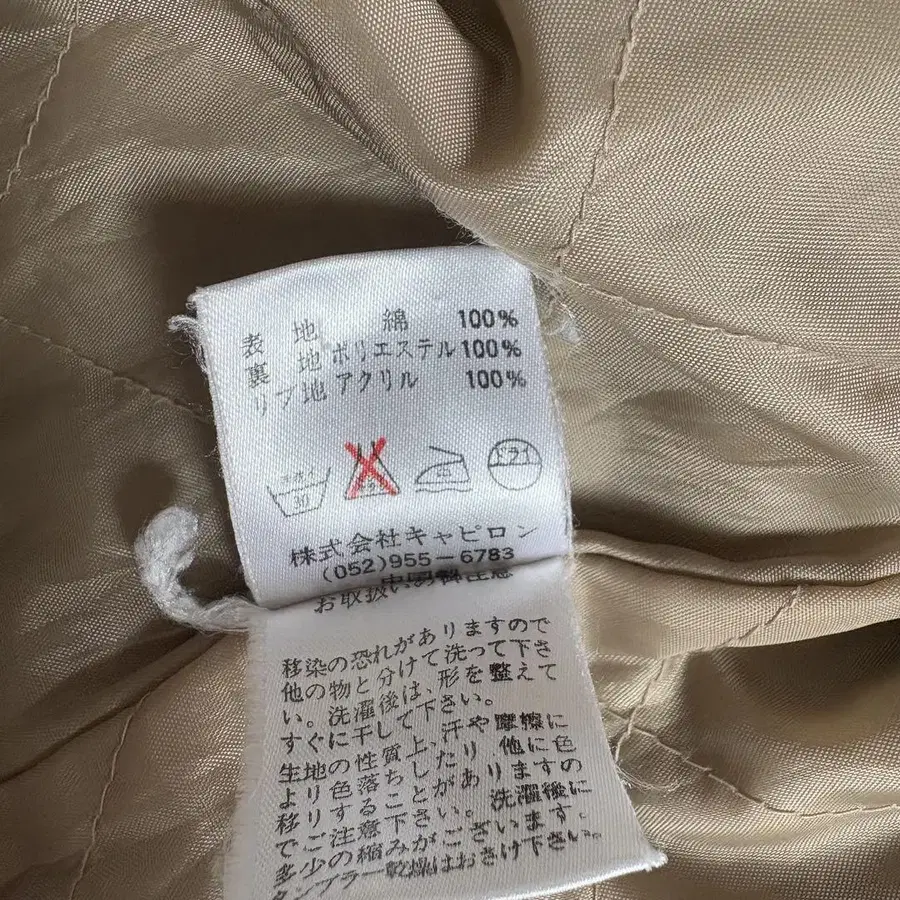 表地 綿 100%
裏地 ポリエステル 100%
リブ地 アクリル 100%
30
ドライ
株式会社キャピロン
(052)955-6783
お取扱い
移染の恐れがありますので
他の物と分けて洗って下さ
い。洗濯後は、形を整えて
すぐに干して下さい。
生地の性質上、汗や摩擦に
より色落ちしたり他に色
移りすることがありますの
でご注意下さい。洗濯後に
多少の縮みがございます。
タンブラー乾燥はおさけ下さい。